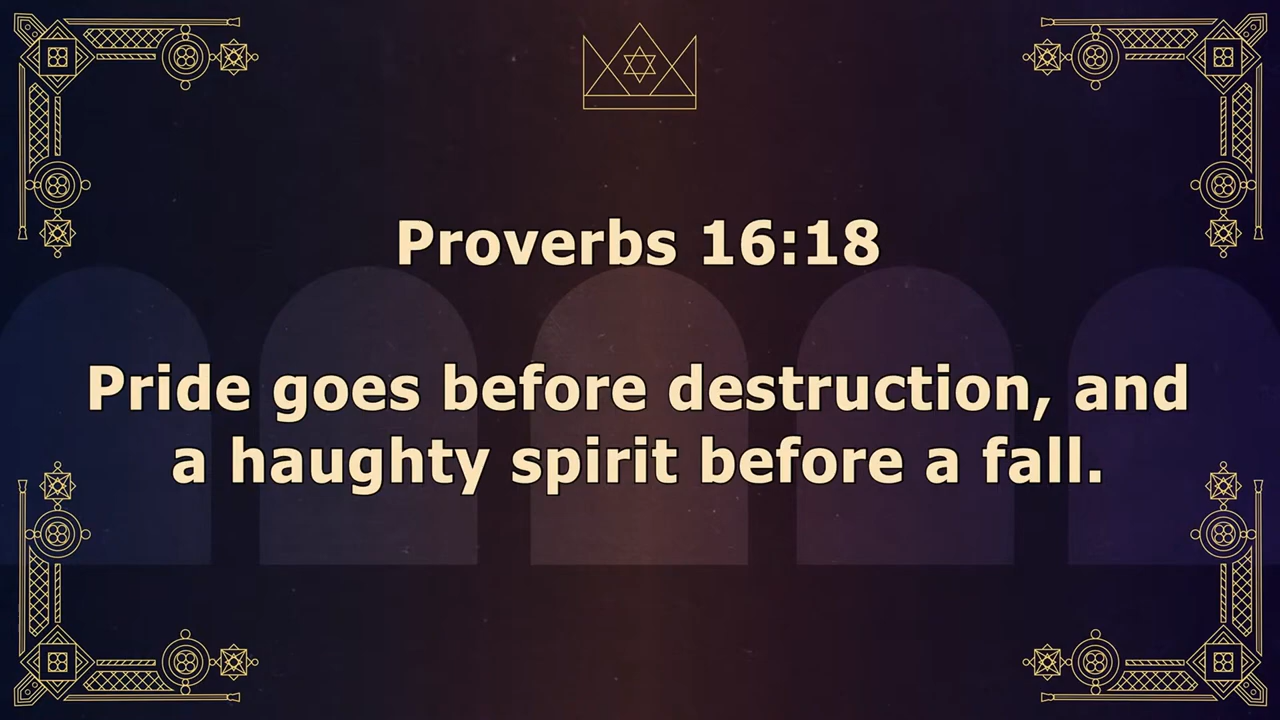 Proverbs 16:18
Pride goes before destruction, and
a haughty spirit before a fall.